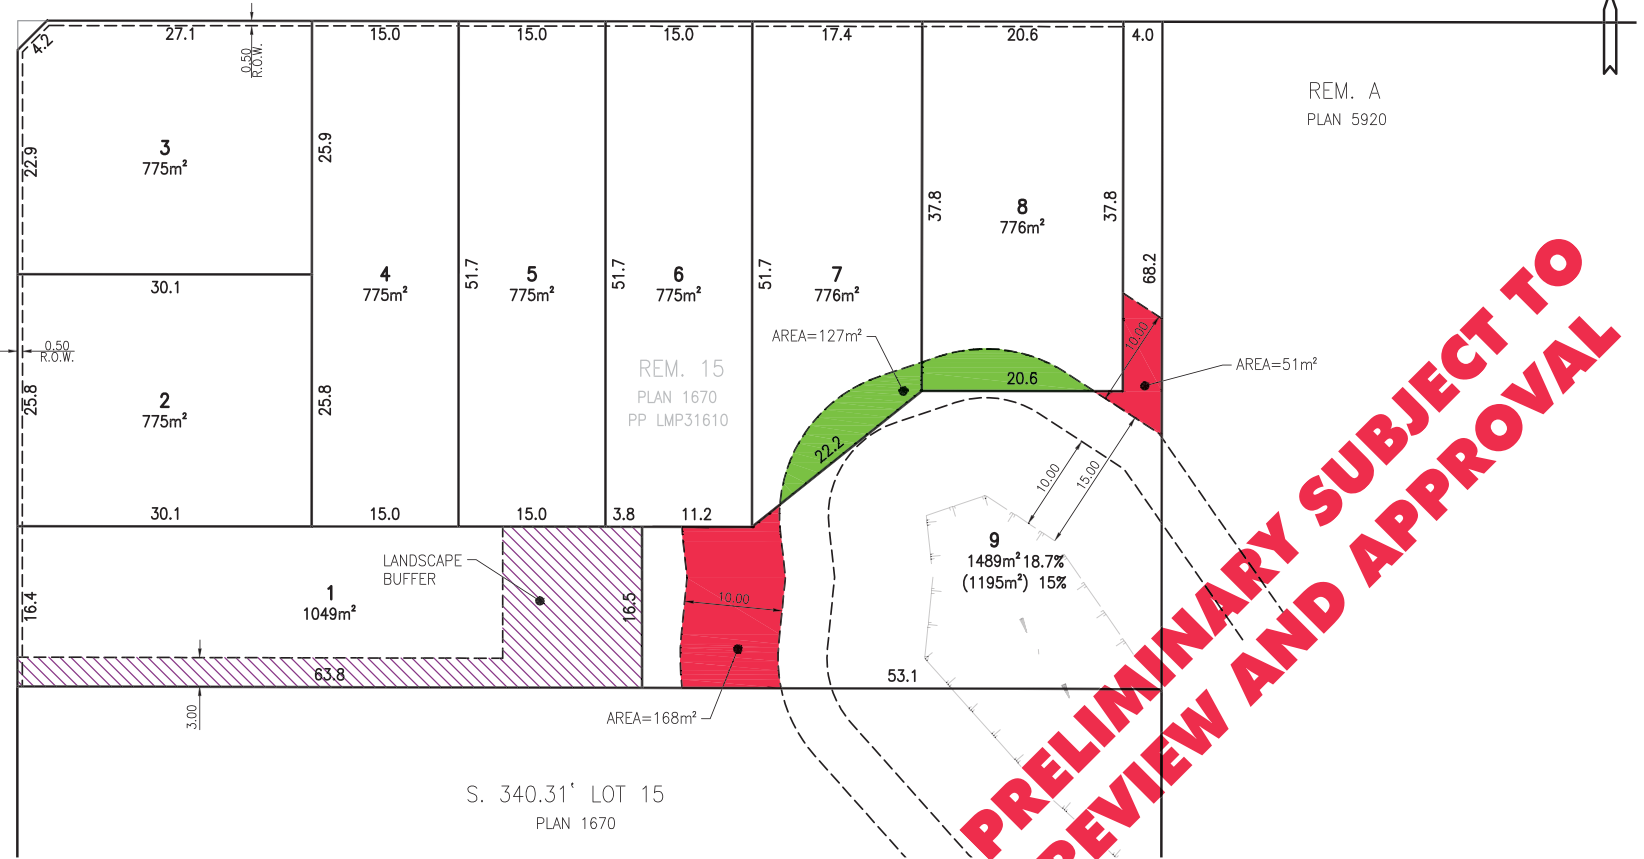 4.2
27.1
0.50
R.O.W.
15.0
15.0
15.0
17.4
20.6
4.0
REM. A
PLAN 5920
3
775m²
22.9
25.9
37.8
8
776m²
37.8
68.2
30.1
4
775m²
51.7
5
775m²
51.7
6
775m²
51.7
7
776m²
0.50
R.O.W.
AREA=127m²
10.00
AREA=51m²
REM. 15
PLAN 1670
PP LMP31610
20.6
2
775m²
25.8
25.8
22.2
10.00
15.00
30.1
15.0
15.0
3.8
11.2
LANDSCAPE
BUFFER
1
1049m²
16.4
16.5
10.00
9
1489m² 18.7%
(1195m²) 15%
63.8
53.1
3.00
AREA=168m²
S. 340.31' LOT 15
PLAN 1670
PRELIMINARY SUBJECT TO
REVIEW AND APPROVAL